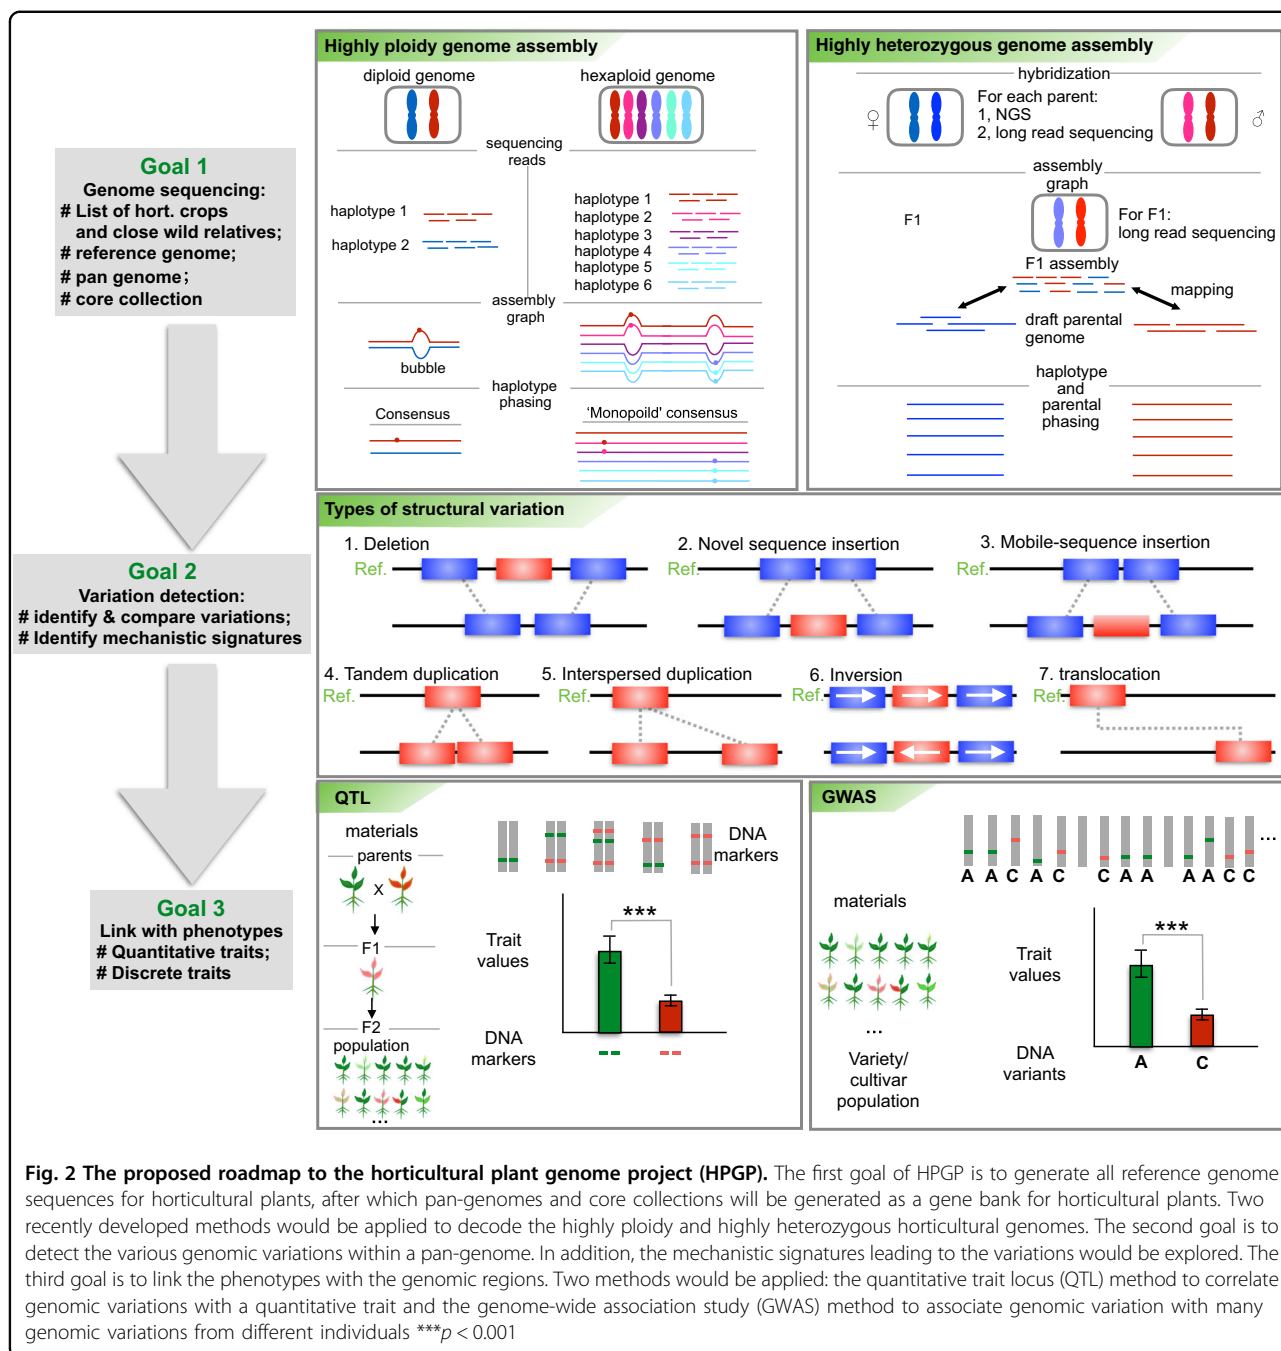 Goal 1
Genome sequencing:
# List of hort. crops
and close wild relatives;
# reference genome;
# pan genome;
# core collection
Goal 2
Variation detection:
# identify & compare variations;
# Identify mechanistic signatures
Goal 3
Link with phenotypes
# Quantitative traits;
# Discrete traits
Highly ploidy genome assembly
diploid genome
hexaploid genome
sequencing
reads
haplotype 1
haplotype 2
haplotype 1
haplotype 2
haplotype 3
haplotype 4
haplotype 5
haplotype 6
assembly
graph
bubble
haplotype
phasing
Consensus
'Monopoild' consensus
Highly heterozygous genome assembly
hybridization
♀
For each parent:
1, NGS
2, long read sequencing
♂
assembly
graph
F1
For F1:
long read sequencing
F1 assembly
mapping
draft parental
genome
haplotype
and
parental
phasing
Types of structural variation
1. Deletion
Ref.
2. Novel sequence insertion
Ref.
3. Mobile-sequence insertion
Ref.
4. Tandem duplication
Ref.
5. Interspersed duplication
Ref.
6. Inversion
Ref.
7. translocation
Ref.
QTL
materials
parents
X
F1
F2
population
...
DNA
markers
***
Trait
values
DNA
markers
GWAS
...
A A C A C C A A A A C C
materials
...
Variety/
cultivar
population
***
Trait
values
DNA
variants
A C
Fig. 2 The proposed roadmap to the horticultural plant genome project (HPGP). The first goal of HPGP is to generate all reference genome
sequences for horticultural plants, after which pan-genomes and core collections will be generated as a gene bank for horticultural plants. Two
recently developed methods would be applied to decode the highly ploidy and highly heterozygous horticultural genomes. The second goal is to
detect the various genomic variations within a pan-genome. In addition, the mechanistic signatures leading to the variations would be explored. The
third goal is to link the phenotypes with the genomic regions. Two methods would be applied: the quantitative trait locus (QTL) method to correlate
genomic variations with a quantitative trait and the genome-wide association study (GWAS) method to associate genomic variation with many
genomic variations from different individuals ***p < 0.001